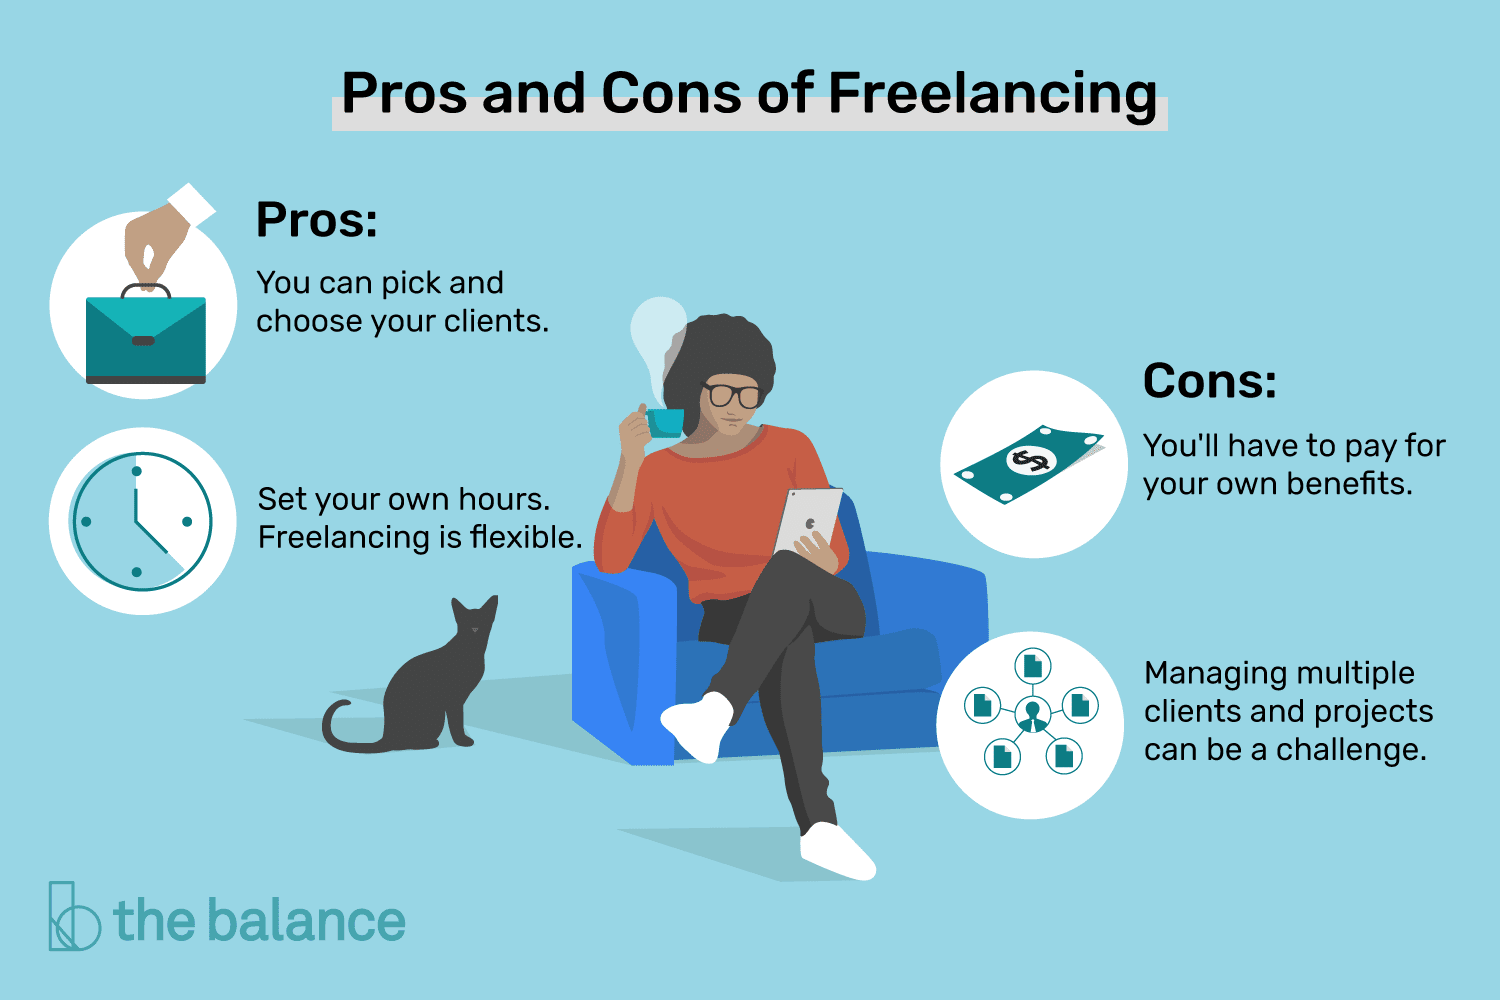 Pros and Cons of Freelancing
Pros:
You can pick and
choose your clients.
Set your own hours.
Freelancing is flexible.
Cons:
$
You'll have to pay for
your own benefits.
Managing multiple
clients and projects
can be a challenge.
the balance